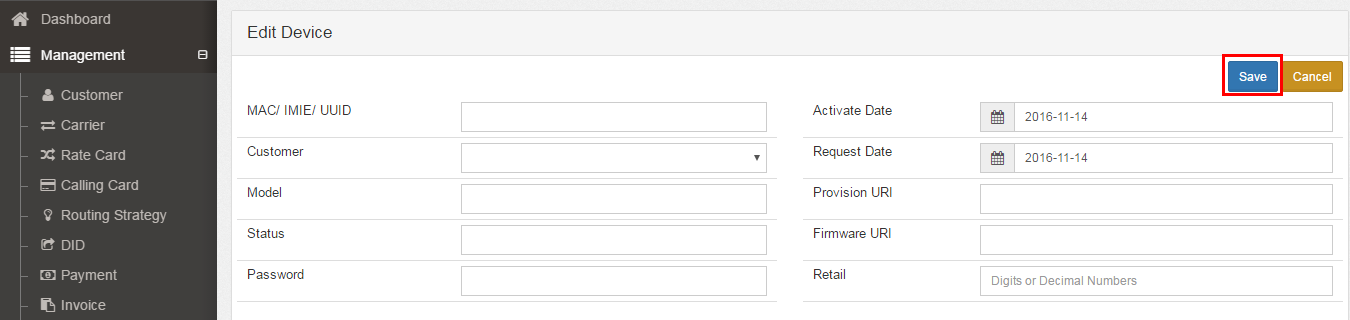 Dashboard
Management
Customer
Carrier
Rate Card
Calling Card
Routing Strategy
DID
Payment
Invoice
Edit Device
Save Cancel
MAC/ IMIE/ UUID
Activate Date 2016-11-14
Customer
Request Date 2016-11-14
Model
Provision URI
Status
Firmware URI
Password
Retail Digits or Decimal Numbers